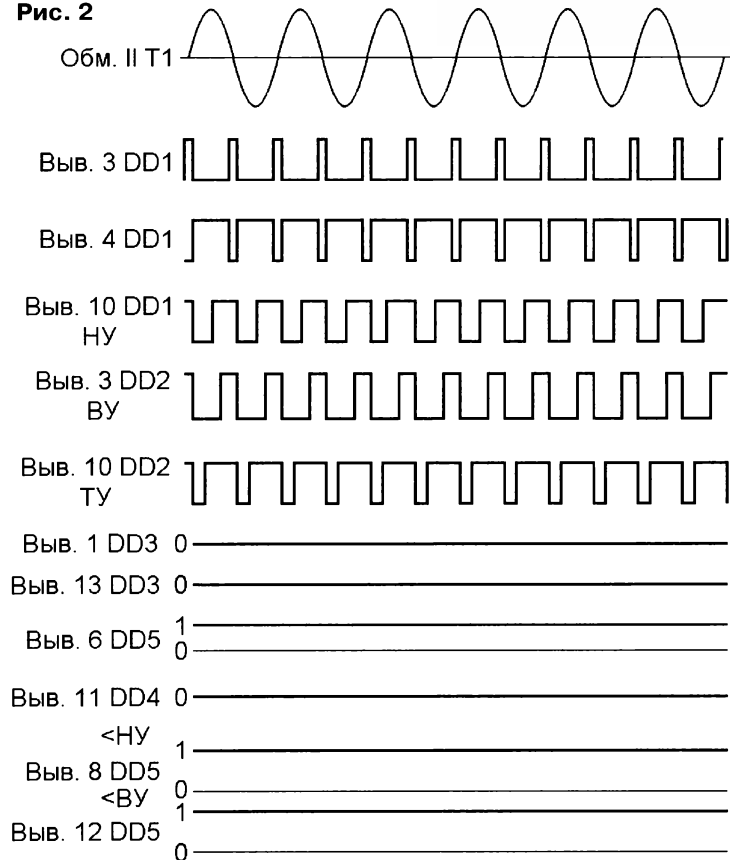 Рис. 2
Обм. II Т1
Выв. 3 DD1
Выв. 4 DD1
Выв. 10 DD1
НУ
Выв. 3 DD2
ВУ
Выв. 10 DD2
ТУ
Выв. 1 DD3 0
Выв. 13 DD3 0
1
Выв. 6 DD5
0
Выв. 11 DD4 0
<НУ
1
Выв. 8 DD5
0
<ВУ
1
Выв. 12 DD5
0